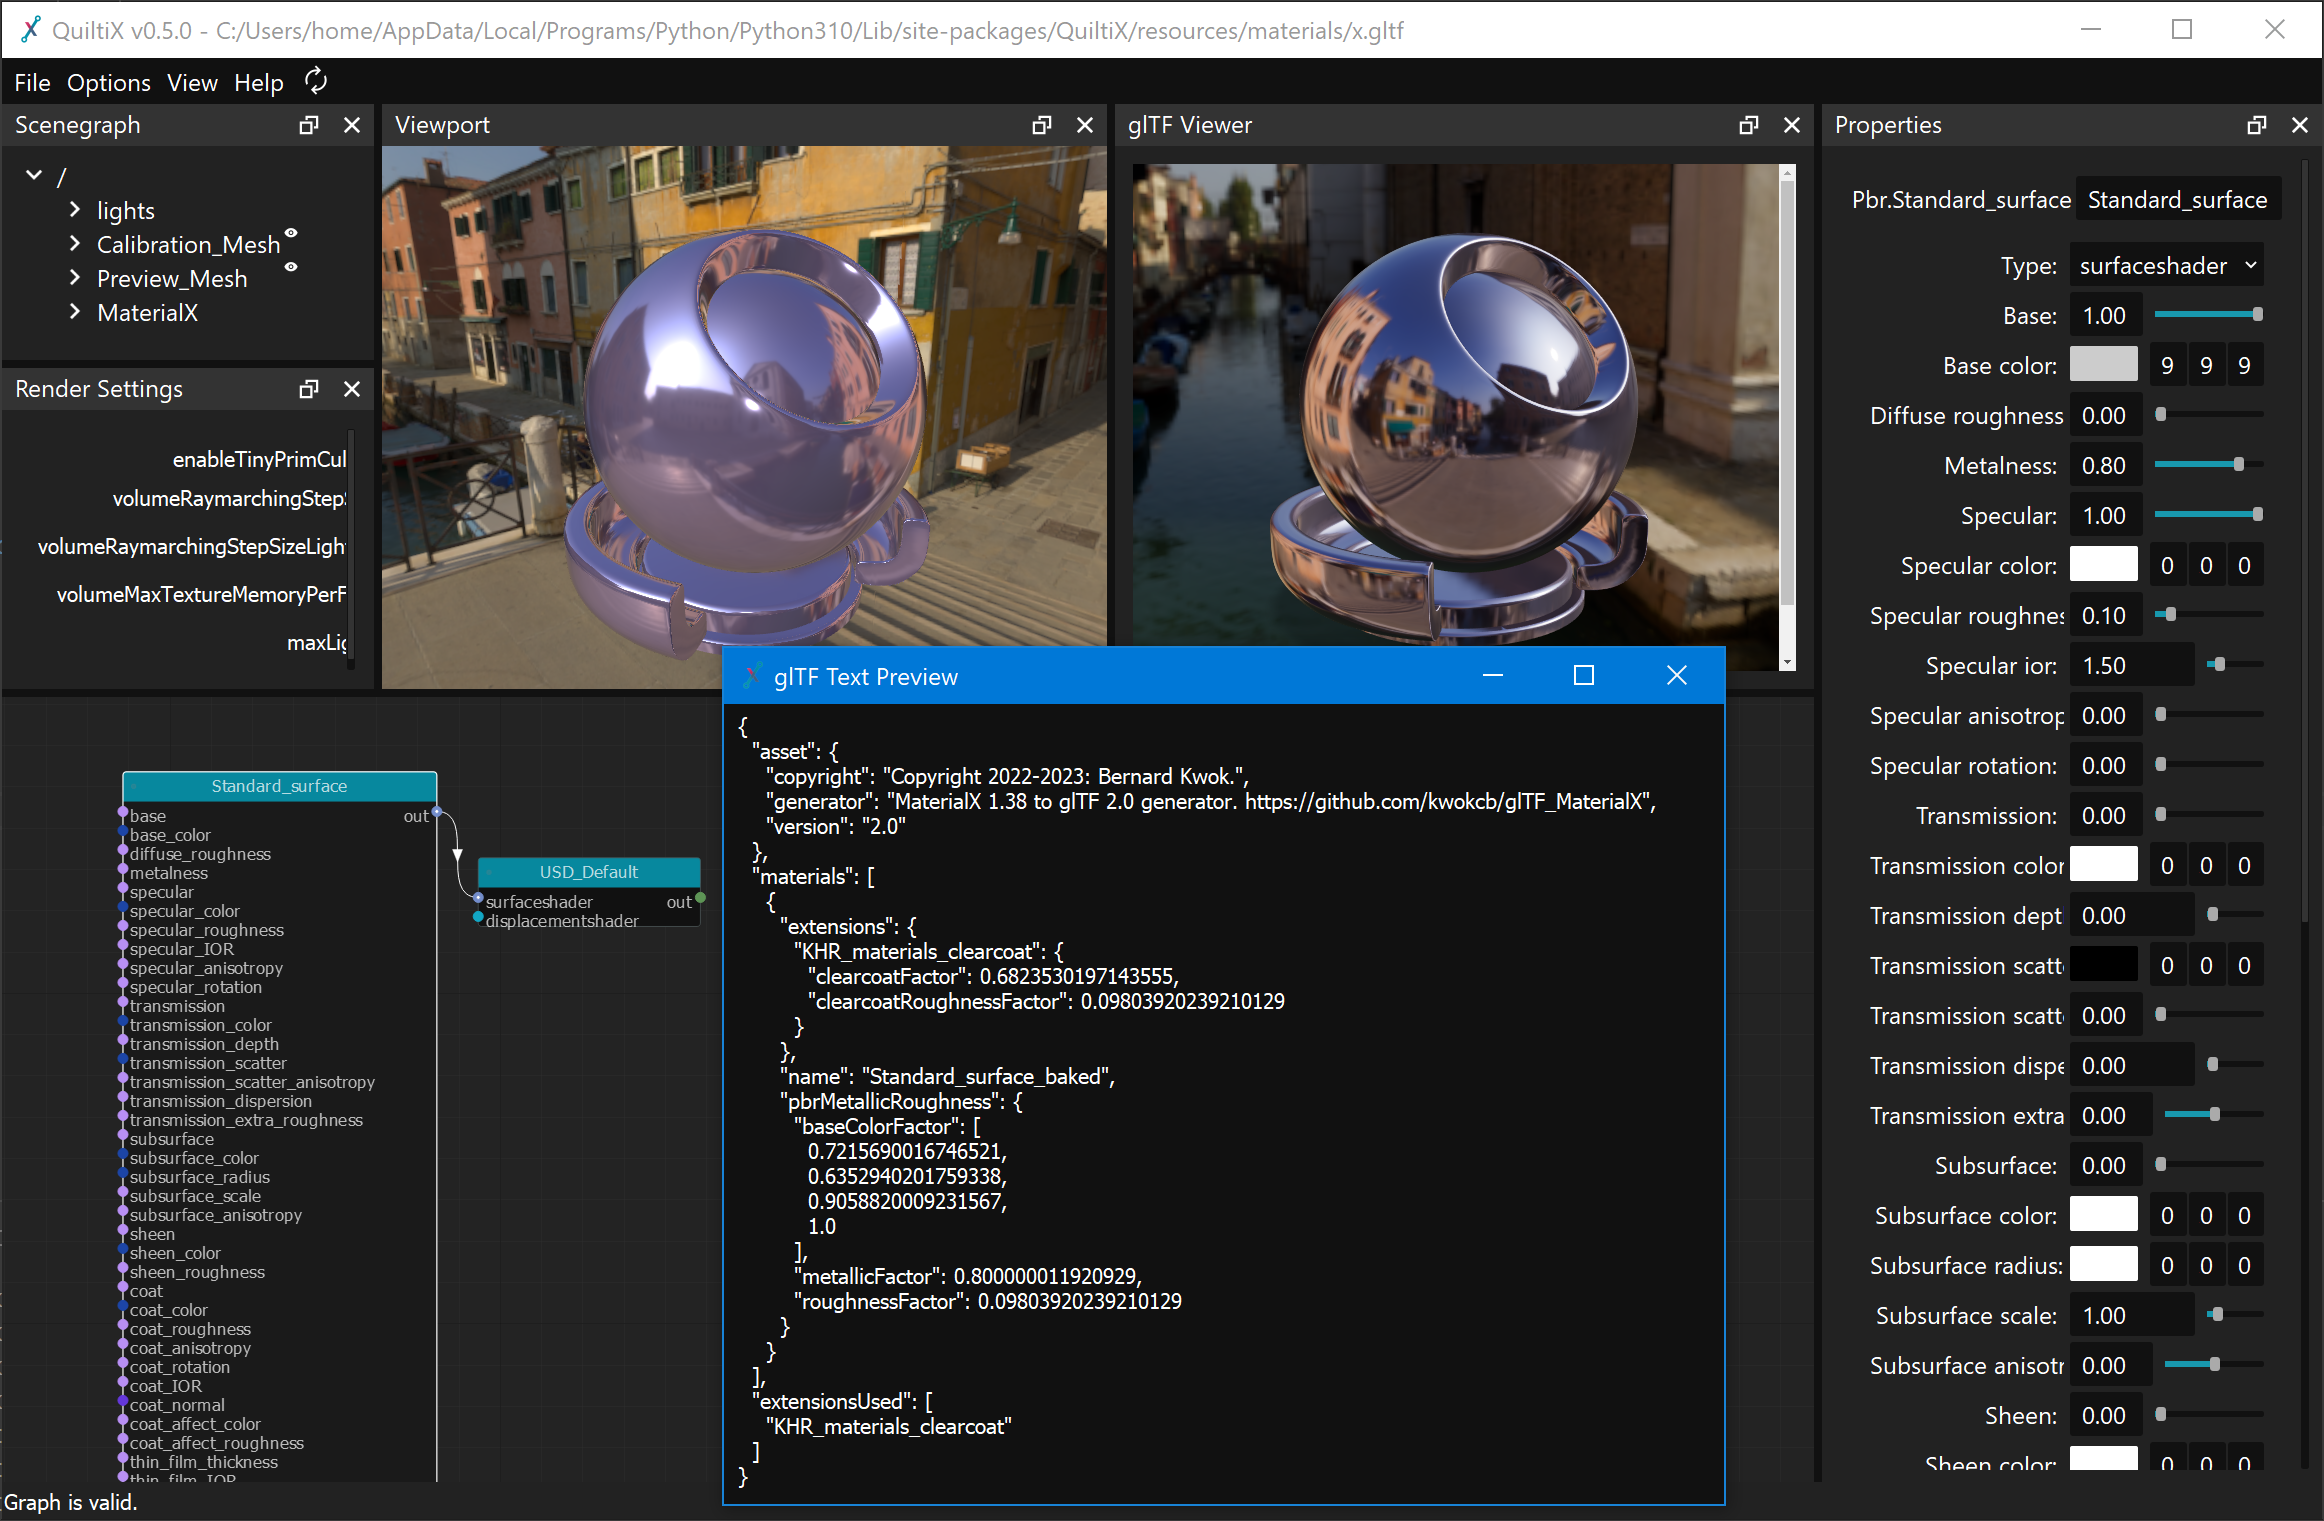 QuiltiX v0.5.0 - C:/Users/home/AppData/Local/Programs/Python/Python310/Lib/site-packages/QuiltiX/resources/materials/x.gltf
File Options View Help
Scenegraph
/
lights
Calibration_Mesh
Preview_Mesh
MaterialX
Render Settings
enableTinyPrimCul
volumeRaymarchingStepS
volumeRaymarchingStepSizeLight
volumeMaxTextureMemoryPerF
maxLig
Viewport
glTF Viewer
Standard_surface
base out
base_color
diffuse_roughness
metalness
specular
specular_color
specular_roughness
specular_IOR
specular_anisotropy
specular_rotation
transmission
transmission_color
transmission_depth
transmission_scatter
transmission_scatter_anisotropy
transmission_dispersion
transmission_extra_roughness
subsurface
subsurface_color
subsurface_radius
subsurface_scale
subsurface_anisotropy
sheen
sheen_color
sheen_roughness
coat
coat_color
coat_roughness
coat_anisotropy
coat_rotation
coat_IOR
coat_normal
coat_affect_color
coat_affect_roughness
thin_film_thickness
thin_film_IOR
USD_Default
surfaceshader out
displacementshader
glTF Text Preview
{
"asset": {
"copyright": "Copyright 2022-2023: Bernard Kwok.",
"generator": "MaterialX 1.38 to glTF 2.0 generator. https://github.com/kwokcb/glTF_MaterialX",
"version": "2.0"
},
"materials": [
{
"extensions": {
"KHR_materials_clearcoat": {
"clearcoatFactor": 0.6823530197143555,
"clearcoatRoughnessFactor": 0.09803920239210129
}
},
"name": "Standard_surface_baked",
"pbrMetallicRoughness": {
"baseColorFactor": [
0.7215690016746521,
0.6352940201759338,
0.9058820009231567,
1.0
],
"metallicFactor": 0.800000011920929,
"roughnessFactor": 0.09803920239210129
}
}
],
"extensionsUsed": [
"KHR_materials_clearcoat"
]
}
Properties
Pbr.Standard_surface Standard_surface
Type: surfaceshader
Base: 1.00
Base color: 9 9 9
Diffuse roughness 0.00
Metalness: 0.80
Specular: 1.00
Specular color: 0 0 0
Specular roughnes 0.10
Specular ior: 1.50
Specular anisotrop 0.00
Specular rotation: 0.00
Transmission: 0.00
Transmission color 0 0 0
Transmission dept 0.00
Transmission scatt 0 0 0
Transmission scatt 0.00
Transmission dispe 0.00
Transmission extra 0.00
Subsurface: 0.00
Subsurface color: 0 0 0
Subsurface radius: 0 0 0
Subsurface scale: 1.00
Subsurface anisotr 0.00
Sheen: 0.00
Sheen color: 0 0 0
Graph is valid.